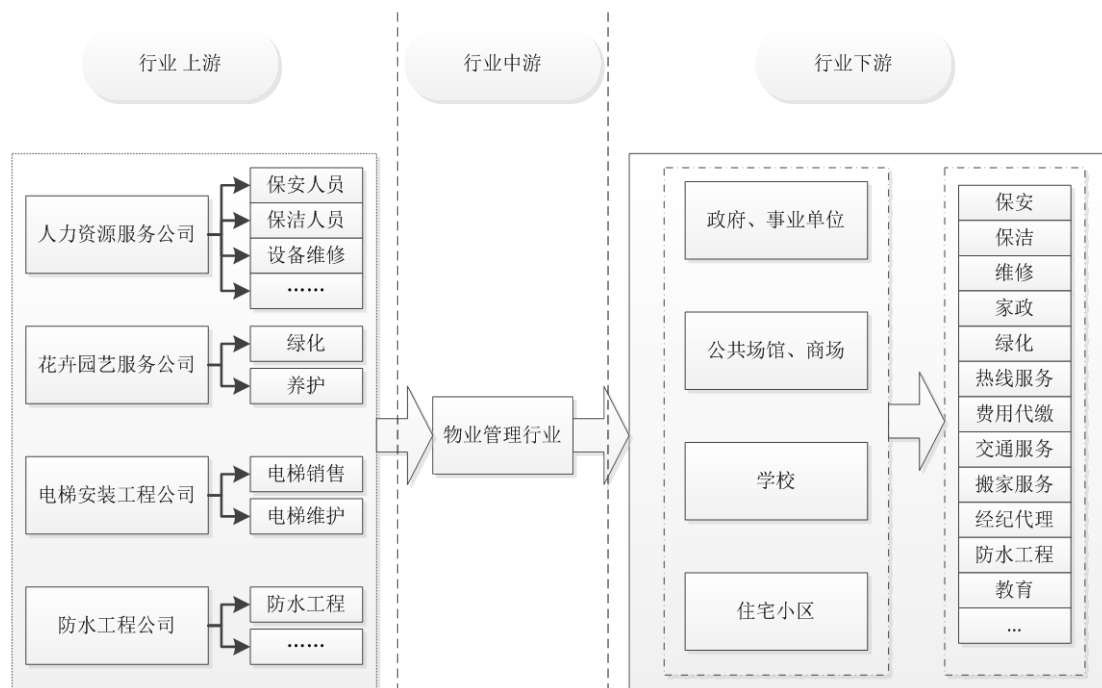 行业 上游
行业中游
行业下游
人力资源服务公司
保安人员
保洁人员
设备维修
……
花卉园艺服务公司
绿化
养护
电梯安装工程公司
电梯销售
电梯维护
防水工程公司
防水工程
……
物业管理行业
政府、事业单位
公共场馆、商场
学校
住宅小区
保安
保洁
维修
家政
绿化
热线服务
费用代缴
交通服务
搬家服务
经纪代理
防水工程
教育
...